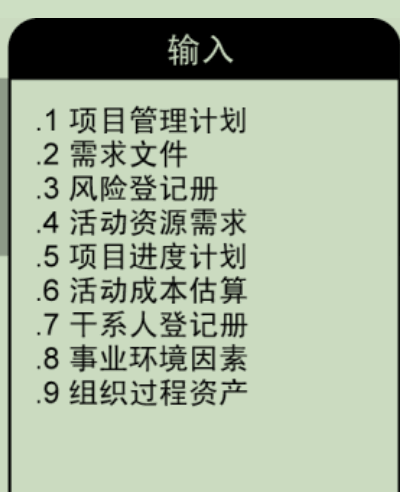 输入
.1 项目管理计划
.2 需求文件
.3 风险登记册
.4 活动资源需求
.5 项目进度计划
.6 活动成本估算
.7 干系人登记册
.8 事业环境因素
.9 组织过程资产